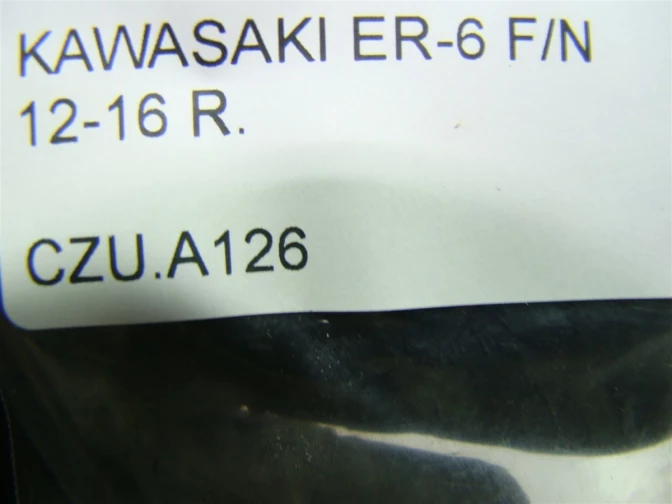 KAWASAKI ER-6 F/N
12-16 R.
CZU.A126